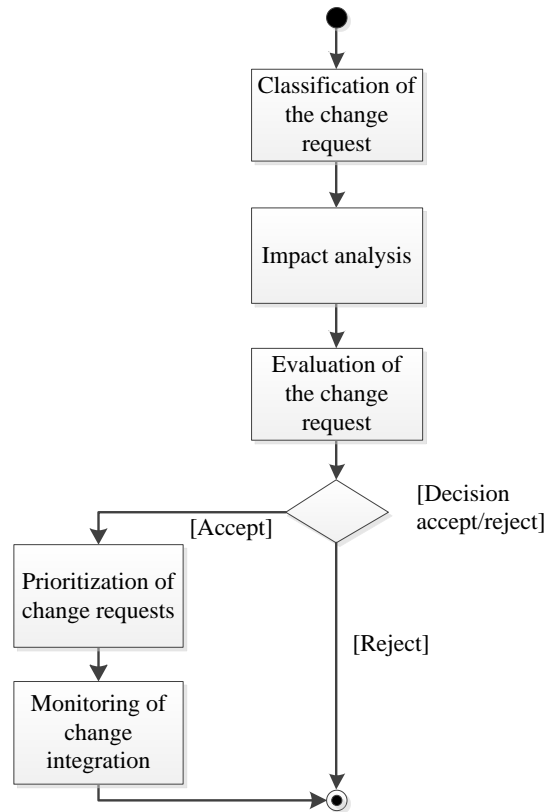 Classification of
the change
request
Impact analysis
Evaluation of
the change
request
[Decision
accept/reject]
[Accept]
Prioritization of
change requests
[Reject]
Monitoring of
change
integration